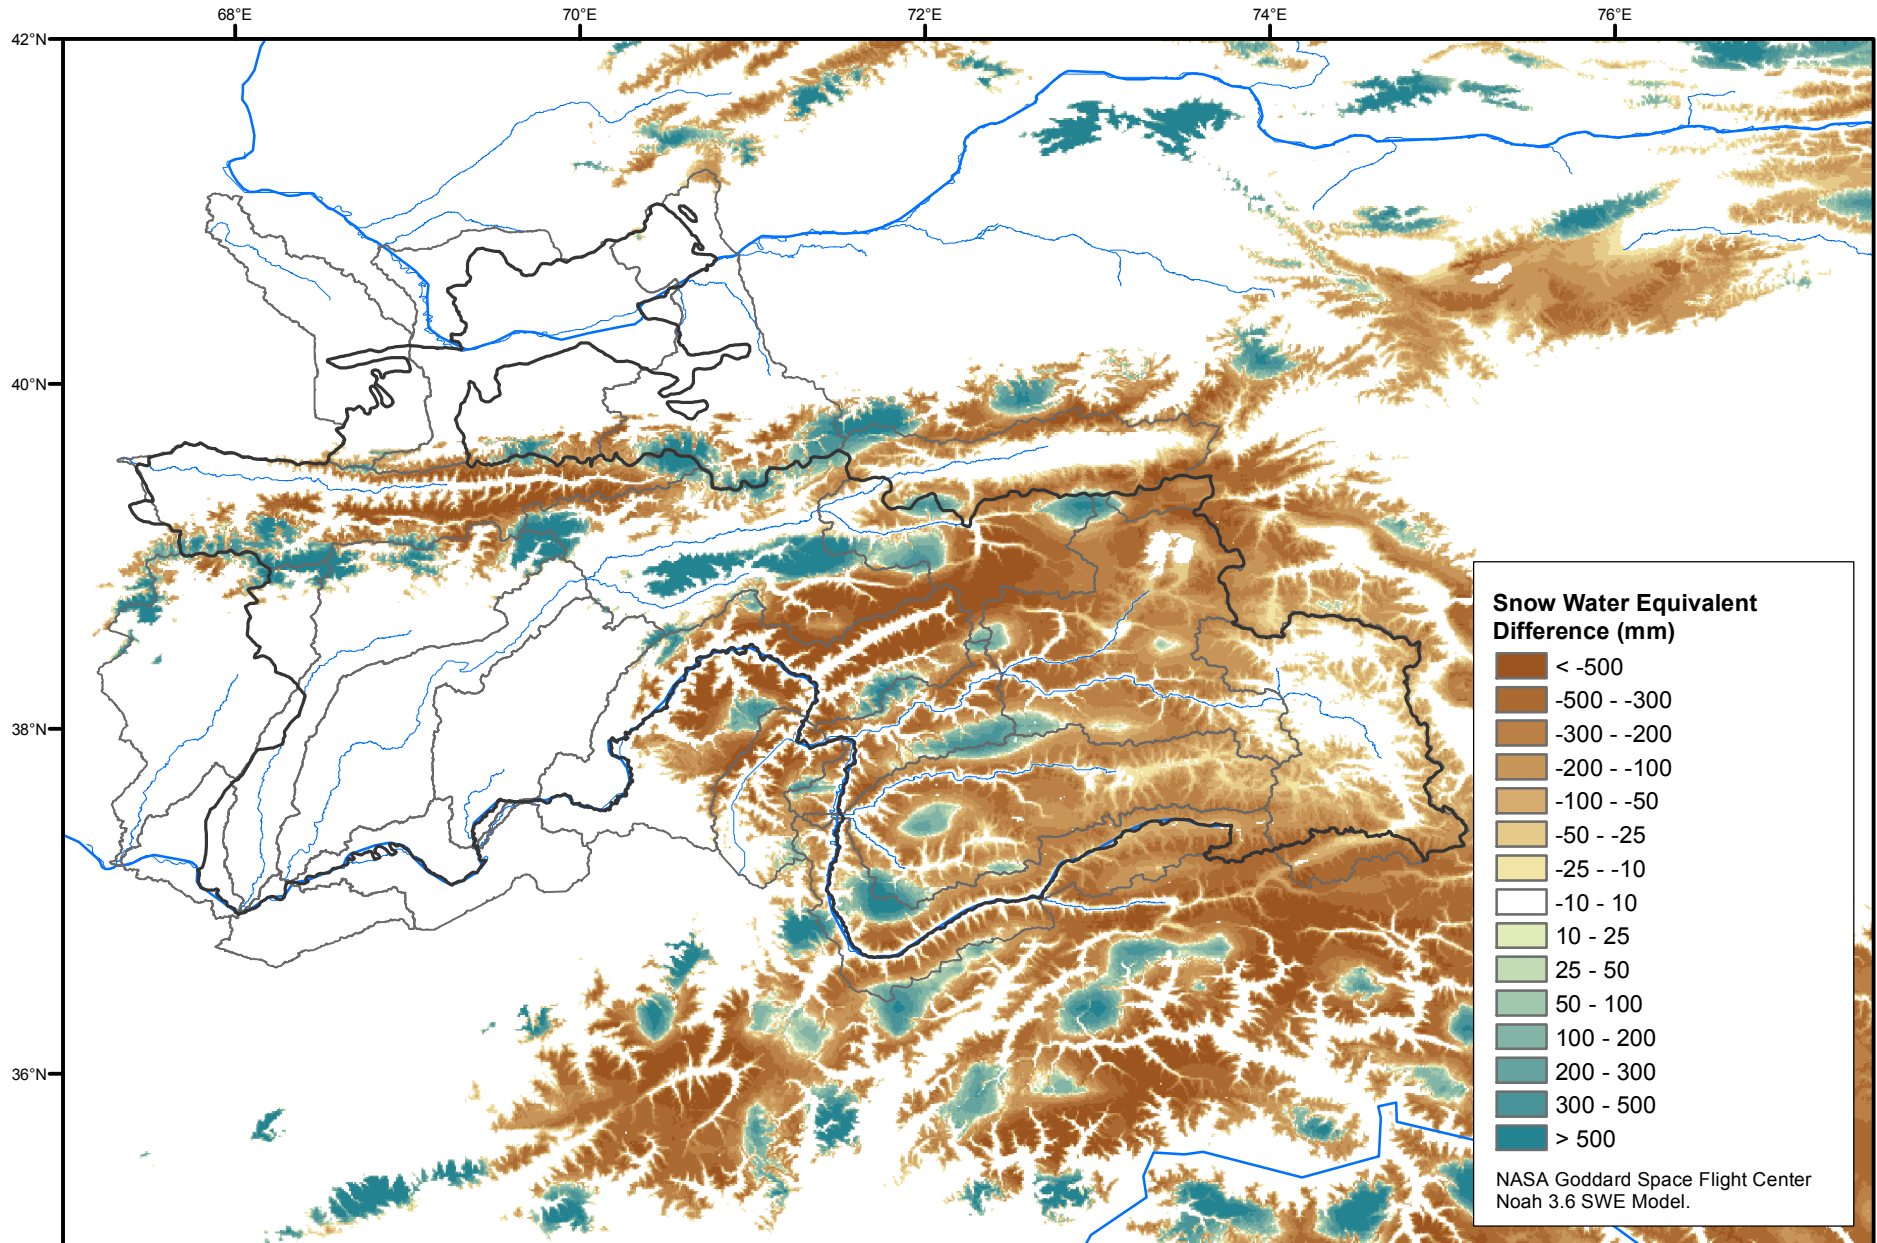 68°E 70°E 72°E 74°E 76°E
42°N
40°N
38°N
36°N
Snow Water Equivalent
Difference (mm)
< -500
-500 - -300
-300 - -200
-200 - -100
-100 - -50
-50 - -25
-25 - -10
-10 - 10
10 - 25
25 - 50
50 - 100
100 - 200
200 - 300
300 - 500
> 500
NASA Goddard Space Flight Center
Noah 3.6 SWE Model.